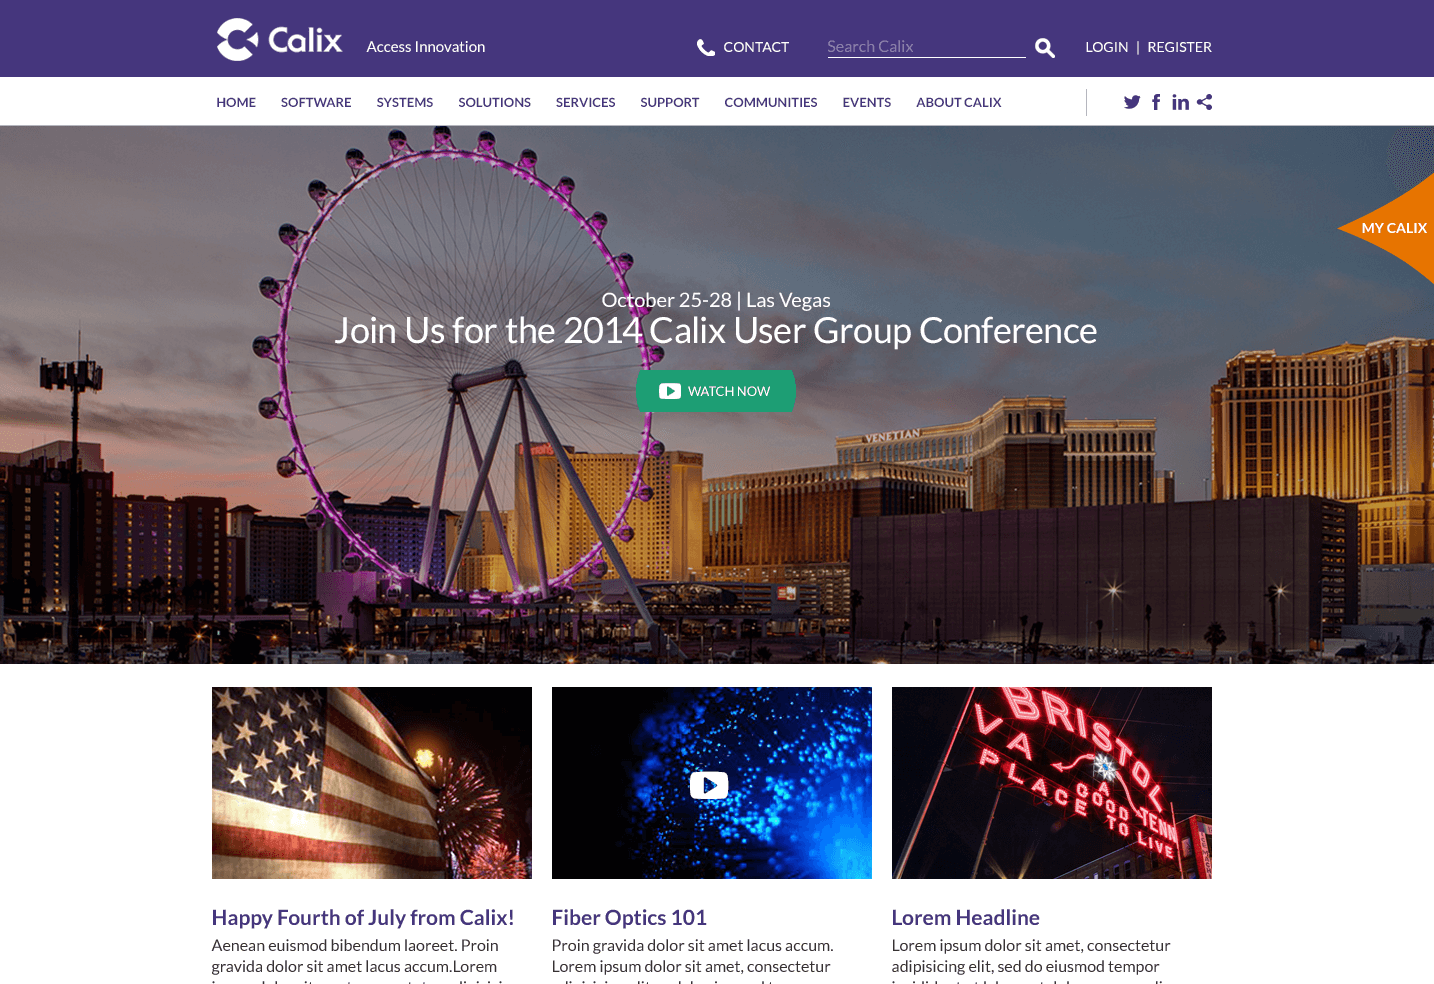 Calix
Access Innovation
CONTACT
Search Calix
LOGIN | REGISTER
HOME
SOFTWARE
SYSTEMS
SOLUTIONS
SERVICES
SUPPORT
COMMUNITIES
EVENTS
ABOUT CALIX
MY CALIX
October 25-28 | Las Vegas
Join Us for the 2014 Calix User Group Conference
WATCH NOW
VENETIAN
BRISTOL
VA
TENN
PLACE
A
GOOD
TO LIVE
Happy Fourth of July from Calix!
Aenean euismod bibendum laoreet. Proin
gravida dolor sit amet lacus accum.Lorem
Fiber Optics 101
Proin gravida dolor sit amet lacus accum.
Lorem ipsum dolor sit amet, consectetur
Lorem Headline
Lorem ipsum dolor sit amet, consectetur
adipisicing elit, sed do eiusmod tempor